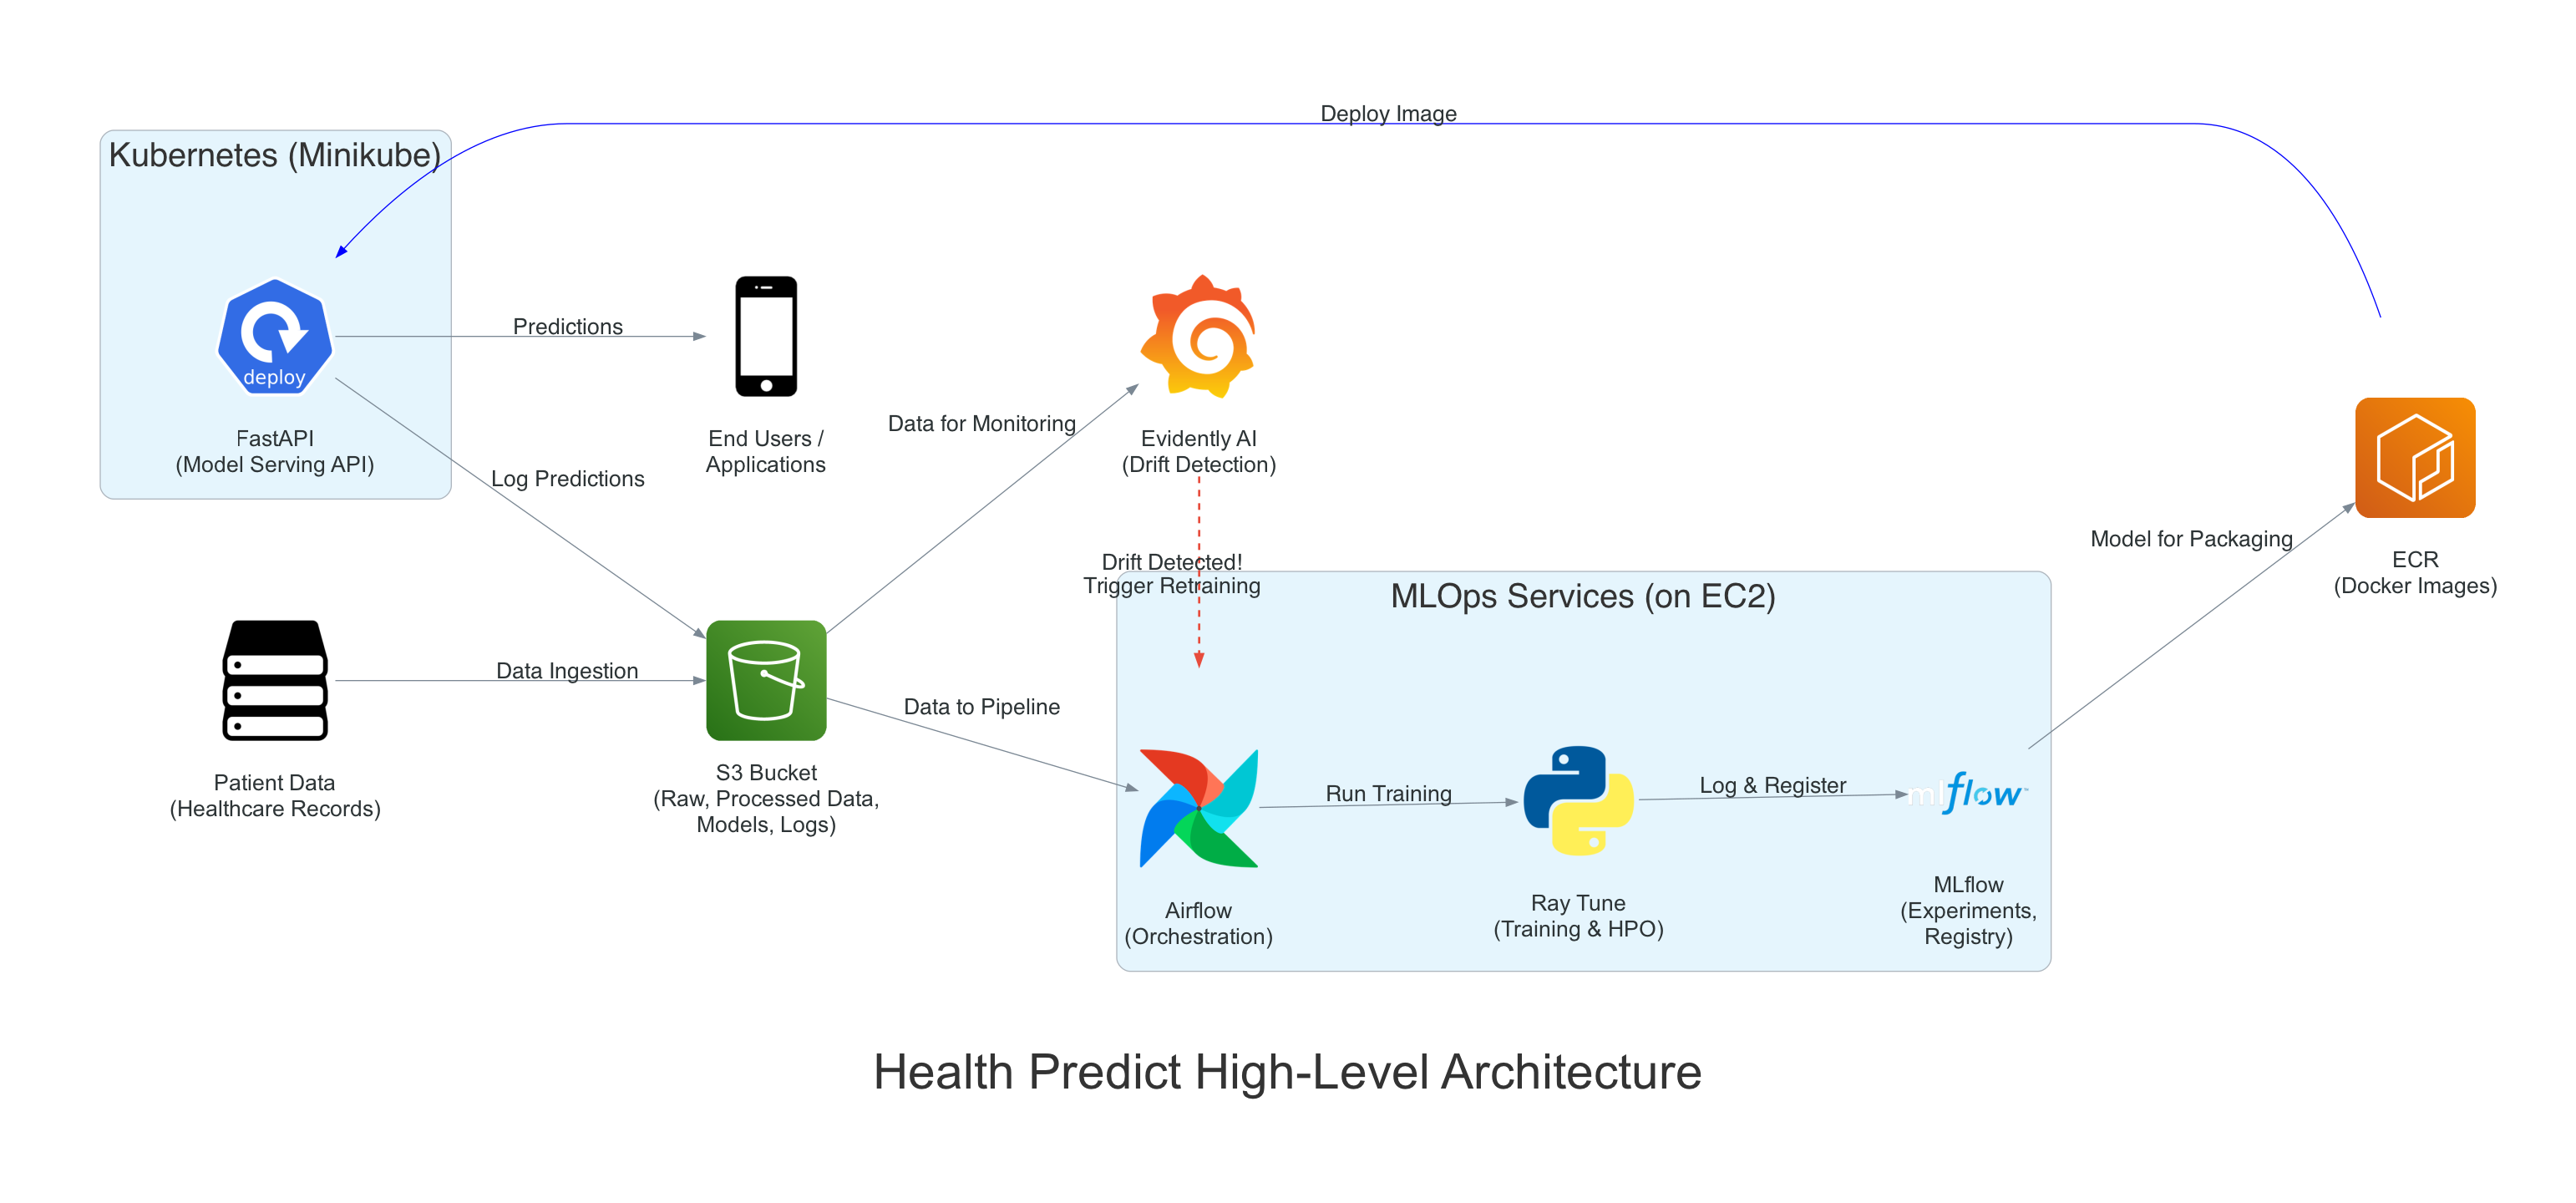 Deploy Image
Kubernetes (Minikube)
deploy
FastAPI
(Model Serving API)
Predictions
End Users /
Applications
Log Predictions
Data for Monitoring
Evidently AI
(Drift Detection)
Drift Detected!
Trigger Retraining
MLOps Services (on EC2)
Model for Packaging
ECR
(Docker Images)
Patient Data
(Healthcare Records)
Data Ingestion
S3 Bucket
(Raw, Processed Data,
Models, Logs)
Data to Pipeline
Airflow
(Orchestration)
Run Training
Ray Tune
(Training & HPO)
Log & Register
mlflow™
MLflow
(Experiments,
Registry)
Health Predict High-Level Architecture